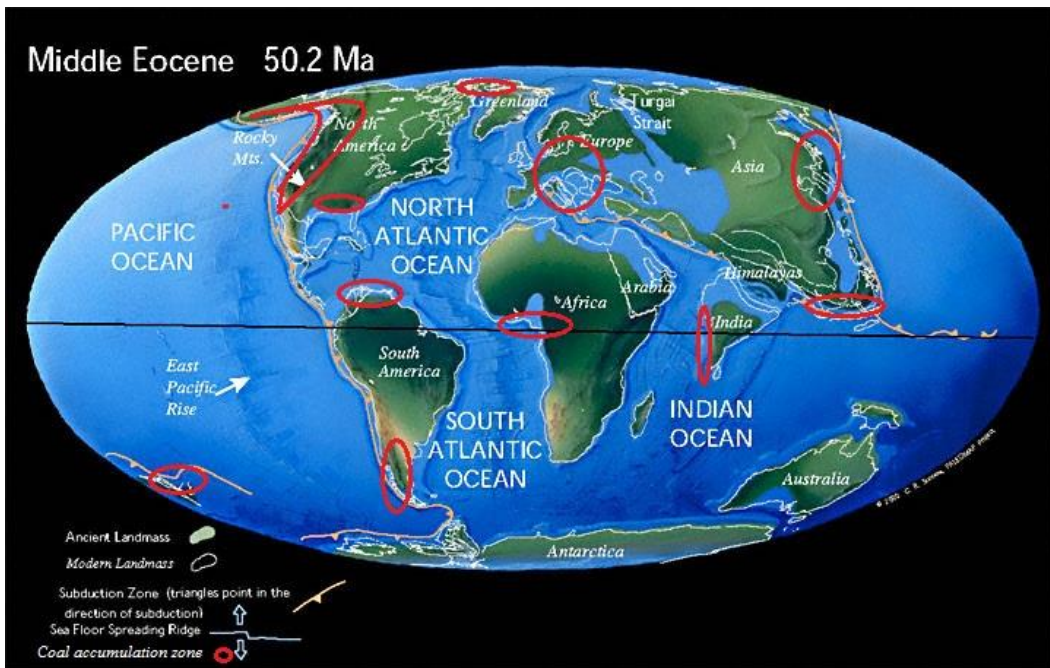 Middle Eocene 50.2 Ma
Greenland
Turgai
Strait
North
America
Rocky
Mts.
Europe
Asia
PACIFIC
OCEAN
NORTH
ATLANTIC
OCEAN
Himalayas
Arabia
Africa
India
South
America
East
Pacific
Rise
SOUTH
ATLANTIC
OCEAN
INDIAN
OCEAN
Australia
Antarctica
Ancient Landmass
Modern Landmass
Subduction Zone (triangles point in the
direction of subduction)
Sea Floor Spreading Ridge
Coal accumulation zone